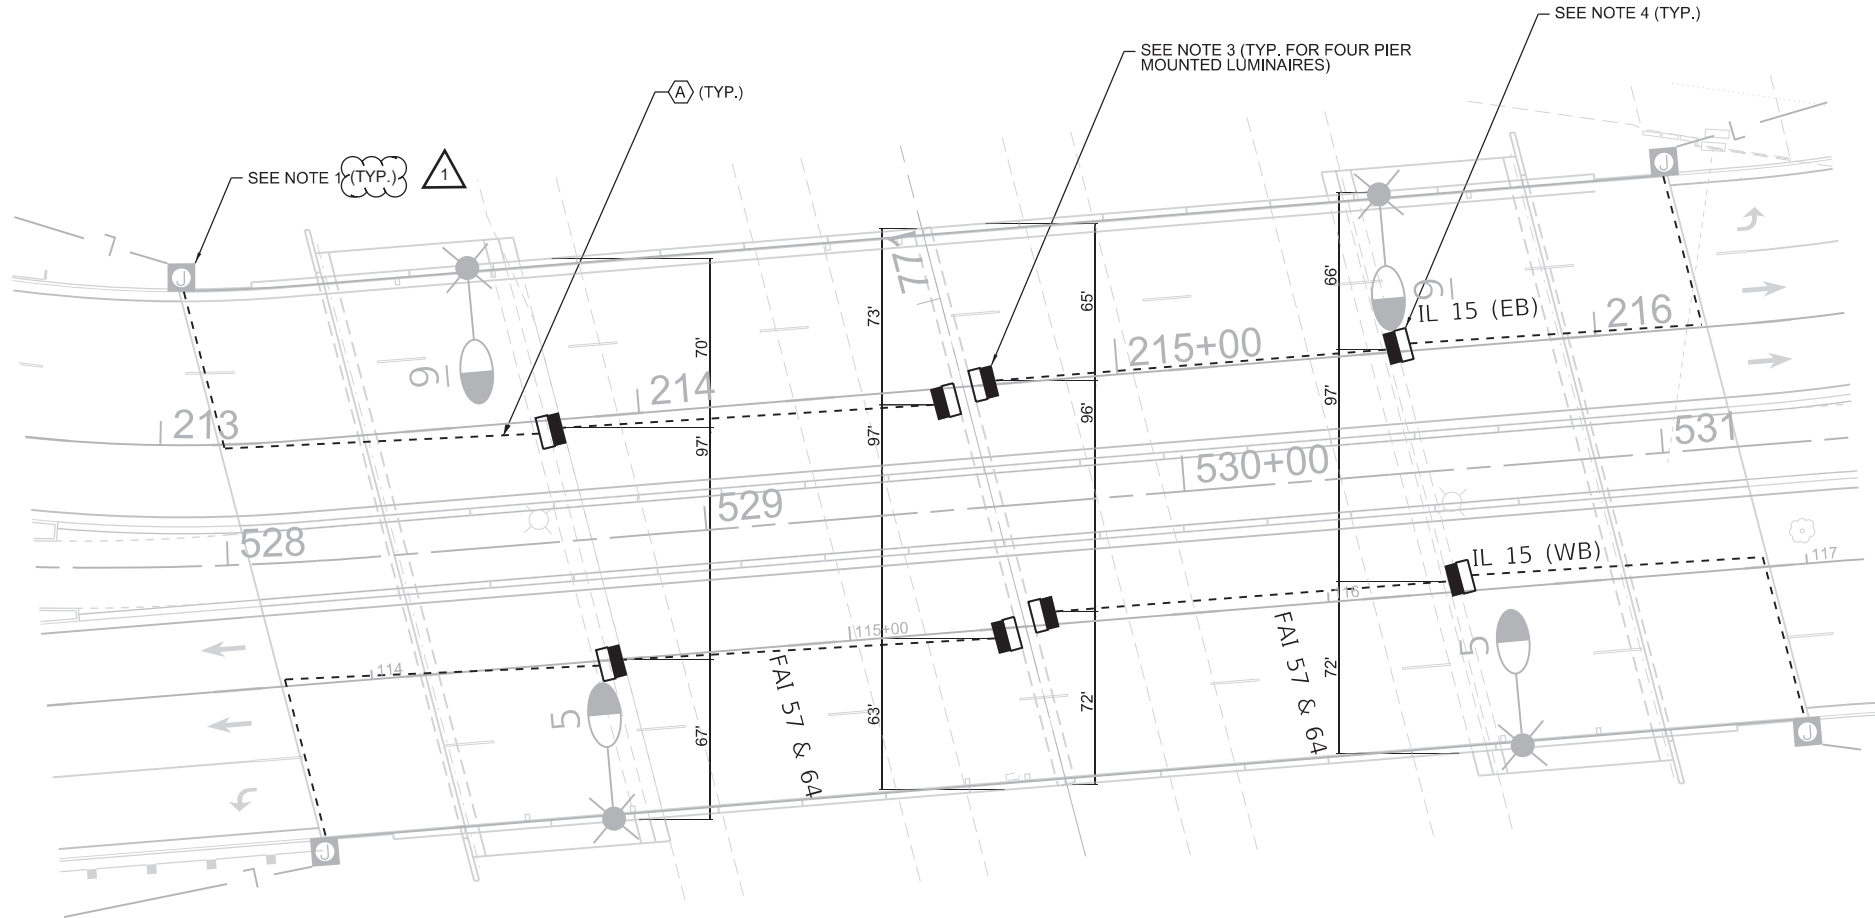 SEE NOTE 4 (TYP.)
SEE NOTE 3 (TYP. FOR FOUR PIER
MOUNTED LUMINAIRES)
A (TYP.)
SEE NOTE 1 (TYP.)
1
J
J
L
L
66'
73'
65'
70'
6
IL 15 (EB)
216
215+00
777
6
214
213
97'
96'
97'
97'
531
530+00
529
528
IL 15 (WB)
117
116
115+00
114
FAI 57 & 64
FAI 57 & 64
5
5
72'
72'
63'
67'
J
J
L